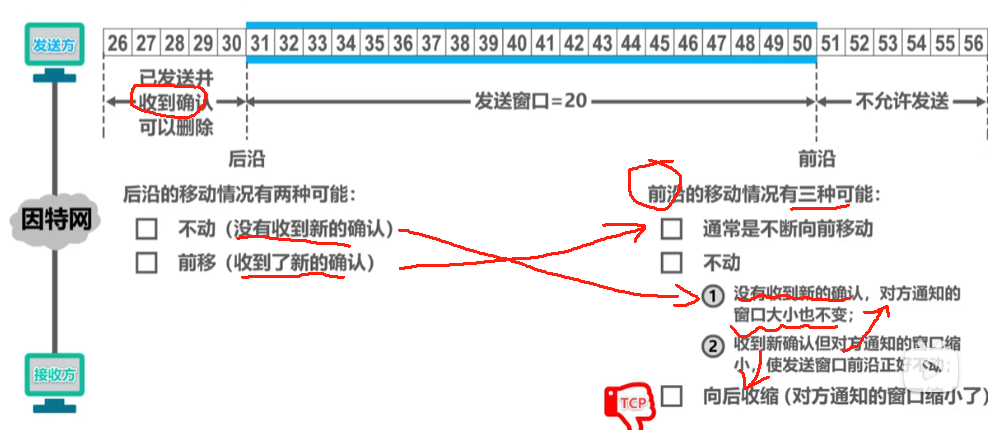 发送方
26 27 28 29 30 31 32 33 34 35 36 37 38 39 40 41 42 43 44 45 46 47 48 49 50 51 52 53 54 55 56
已发送并
收到确认
可以删除
发送窗口=20
不允许发送
后沿
前沿
因特网
后沿的移动情况有两种可能：
不动（没有收到新的确认）
前移（收到了新的确认）
前沿的移动情况有三种可能：
通常是不断向前移动
不动
1 没有收到新的确认，对方通知的
窗口大小也不变；
2 收到新确认但对方通知的窗口缩
小，使发送窗口前沿正好不动；
TCP
向后收缩（对方通知的窗口缩小了）
接收方